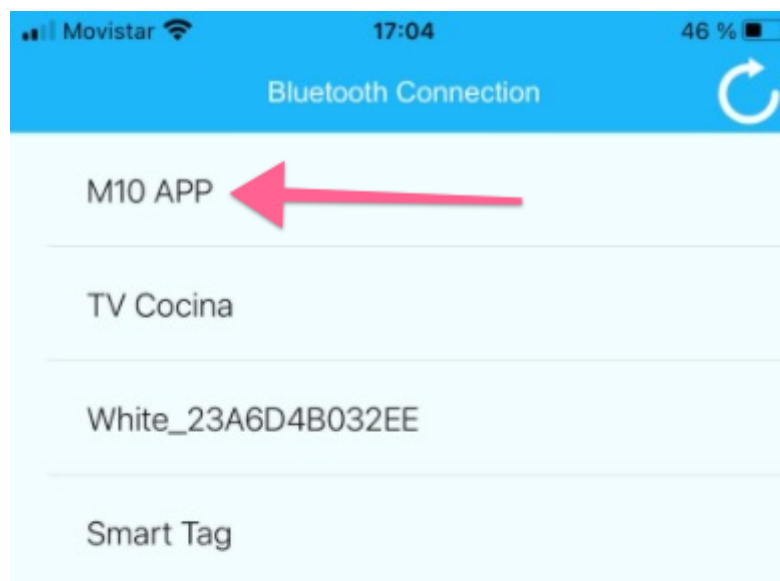 Movistar 17:04 46 %
Bluetooth Connection
M10 APP
TV Cocina
White_23A6D4B032EE
Smart Tag